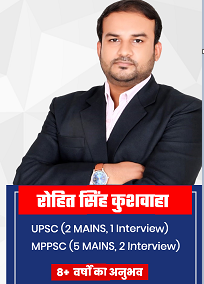 रोहित सिंह कुशवाहा
UPSC (2 MAINS, 1 Interview)
MPPSC (5 MAINS, 2 Interview)
8+ वर्षों का अनुभव